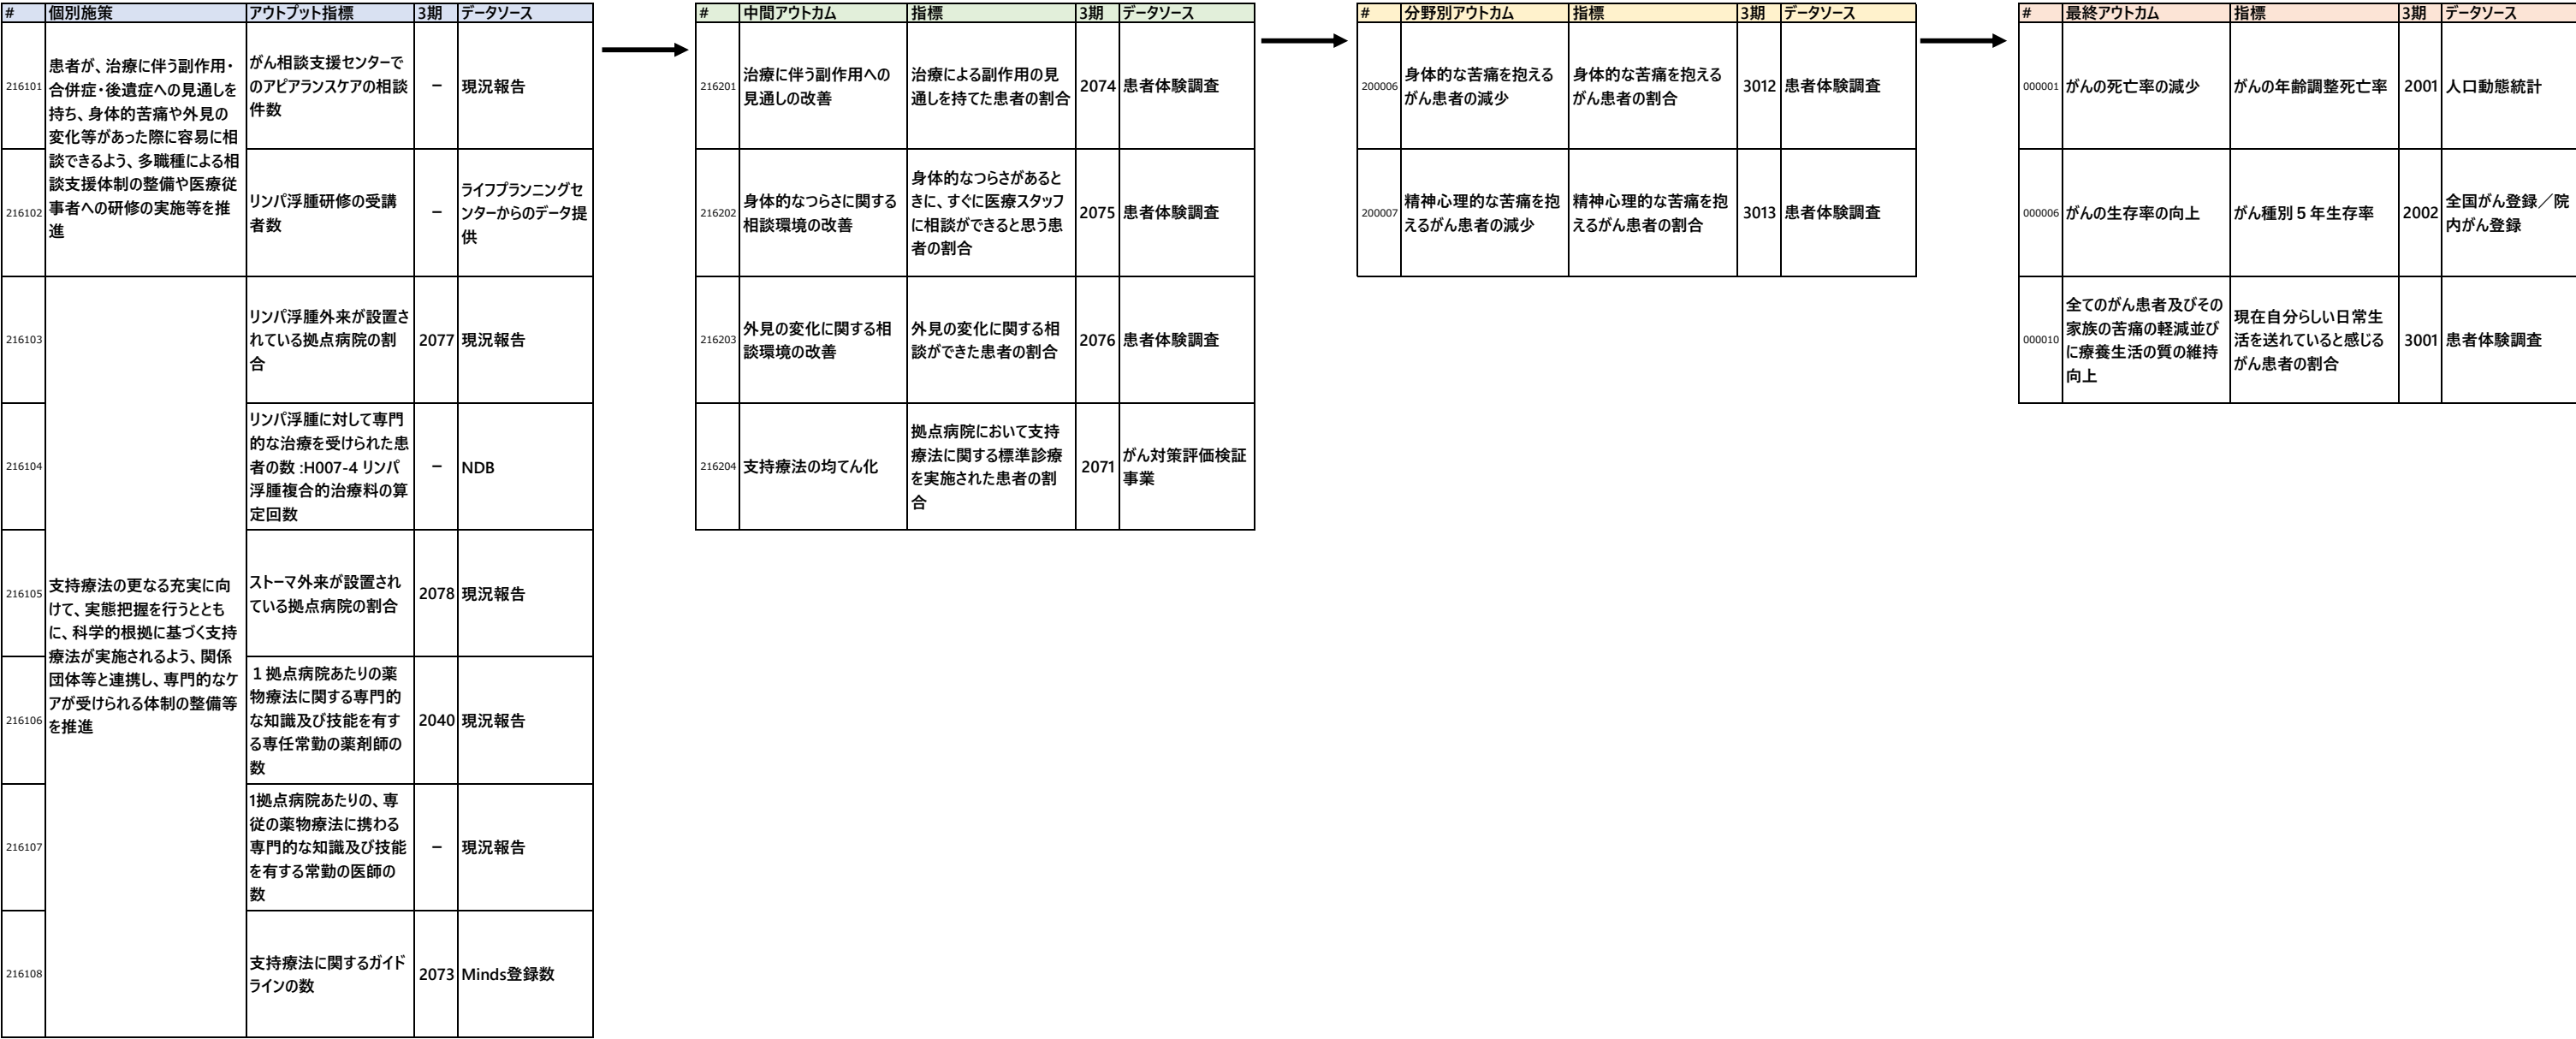 # 個別施策 アウトプット指標 3期 データソース
216101
患者が、治療に伴う副作用・
合併症・後遺症への見通しを
持ち、身体的苦痛や外見の
変化等があった際に容易に相
談できるよう、多職種による相
談支援体制の整備や医療従
事者への研修の実施等を推
進
がん相談支援センターで
のアピアランスケアの相談
件数
－
現況報告
216102
リンパ浮腫研修の受講
者数
－
ライフプランニングセ
ンターからのデータ提
供
216103
リンパ浮腫外来が設置さ
れている拠点病院の割
合
2077
現況報告
216104
リンパ浮腫に対して専門
的な治療を受けられた患
者の数 :H007-4 リンパ
浮腫複合的治療料の算
定回数
－
NDB
216105
支持療法の更なる充実に向
けて、実態把握を行うととも
に、科学的根拠に基づく支持
療法が実施されるよう、関係
団体等と連携し、専門的なケ
アが受けられる体制の整備等
を推進
ストーマ外来が設置され
ている拠点病院の割合
2078
現況報告
216106
１拠点病院あたりの薬
物療法に関する専門的
な知識及び技能を有す
る専任常勤の薬剤師の
数
2040
現況報告
216107
1拠点病院あたりの、専
従の薬物療法に携わる
専門的な知識及び技能
を有する常勤の医師の
数
－
現況報告
216108
支持療法に関するガイド
ラインの数
2073
Minds登録数
# 中間アウトカム 指標 3期 データソース
216201
治療に伴う副作用への
見通しの改善
治療による副作用の見
通しを持てた患者の割合
2074
患者体験調査
216202
身体的なつらさに関する
相談環境の改善
身体的なつらさがあると
きに、すぐに医療スタッフ
に相談ができると思う患
者の割合
2075
患者体験調査
216203
外見の変化に関する相
談環境の改善
外見の変化に関する相
談ができた患者の割合
2076
患者体験調査
216204
支持療法の均てん化
拠点病院において支持
療法に関する標準診療
を実施された患者の割
合
2071
がん対策評価検証
事業
# 分野別アウトカム 指標 3期 データソース
200006
身体的な苦痛を抱える
がん患者の減少
身体的な苦痛を抱える
がん患者の割合
3012
患者体験調査
200007
精神心理的な苦痛を抱
えるがん患者の減少
精神心理的な苦痛を抱
えるがん患者の割合
3013
患者体験調査
# 最終アウトカム 指標 3期 データソース
000001
がんの死亡率の減少
がんの年齢調整死亡率
2001
人口動態統計
000006
がんの生存率の向上
がん種別５年生存率
2002
全国がん登録／院
内がん登録
000010
全てのがん患者及びその
家族の苦痛の軽減並び
に療養生活の質の維持
向上
現在自分らしい日常生
活を送れていると感じる
がん患者の割合
3001
患者体験調査